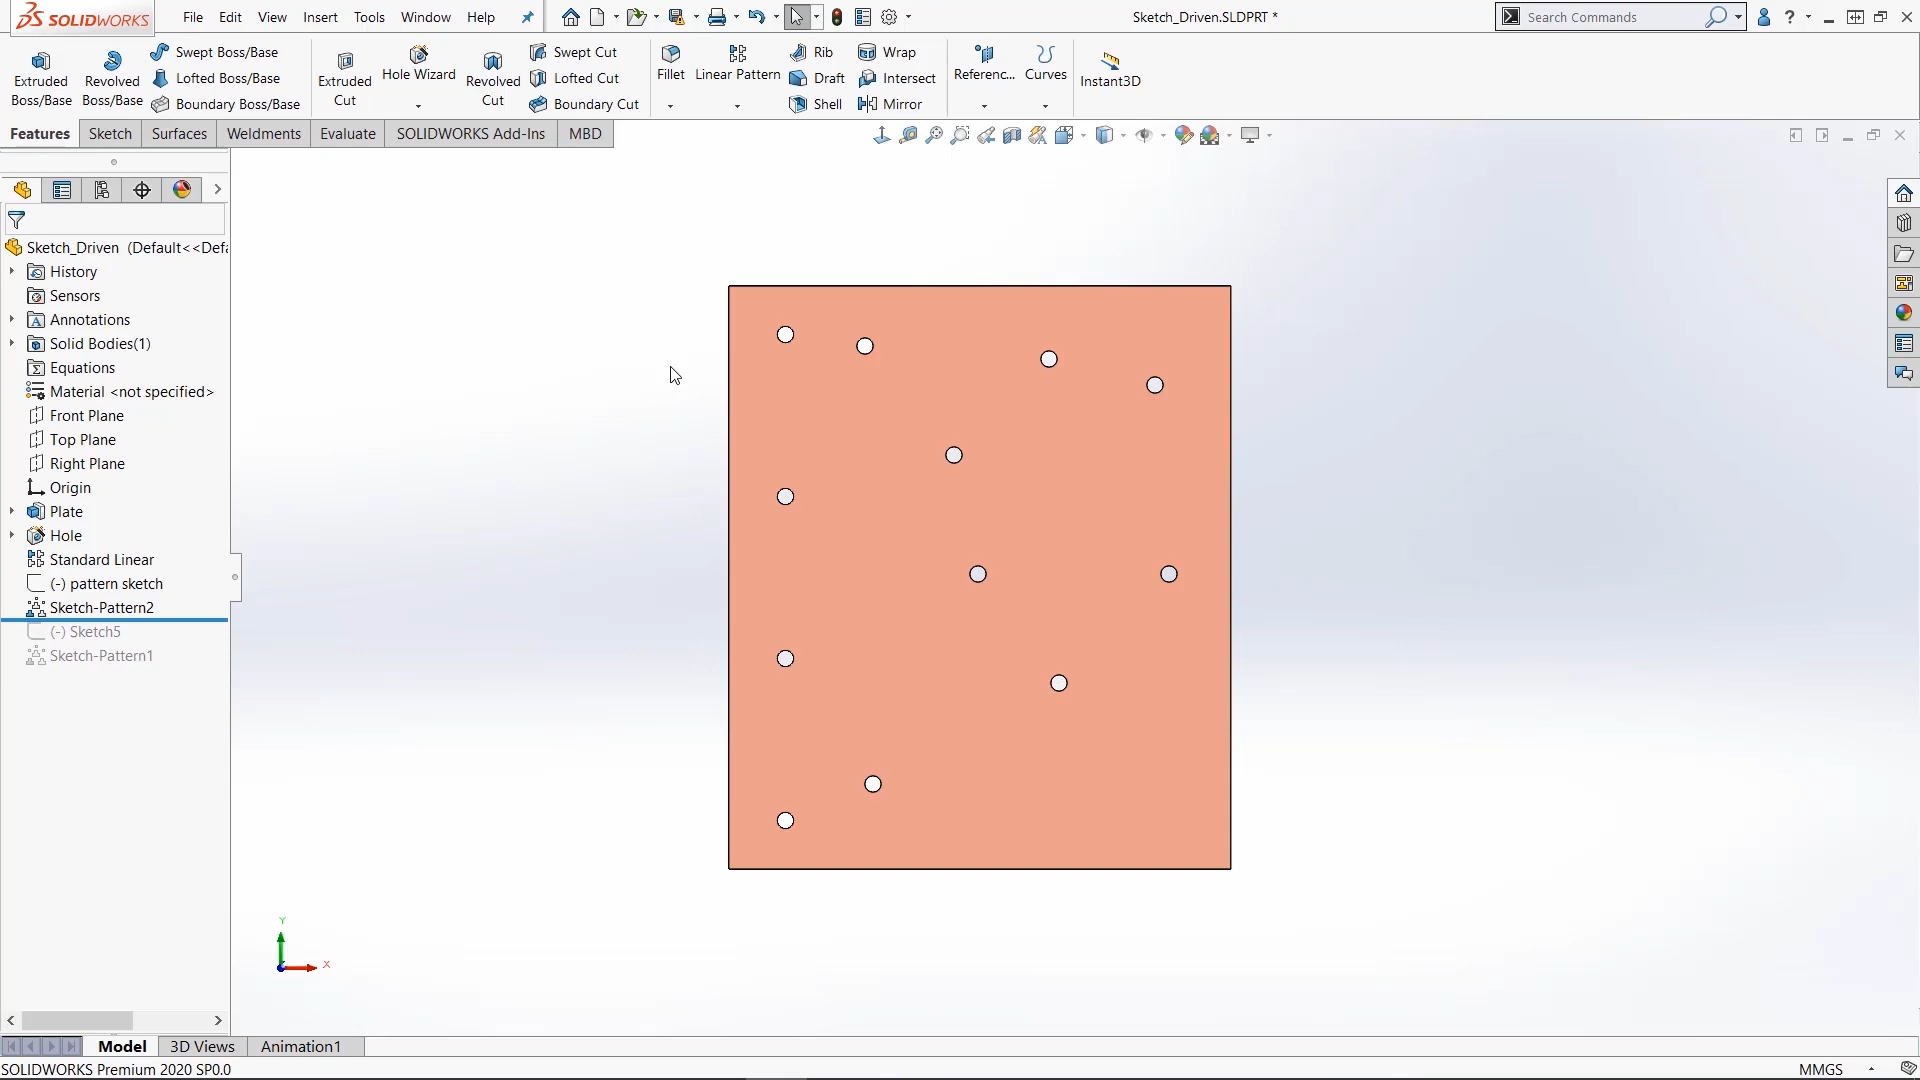 SOLIDWORKS File Edit View Insert Tools Window Help Sketch_Driven.SLDPRT * Search Commands ?
Extruded Boss/Base
Revolved Boss/Base
Swept Boss/Base
Lofted Boss/Base
Boundary Boss/Base
Extruded Cut
Hole Wizard
Revolved Cut
Swept Cut
Lofted Cut
Boundary Cut
Fillet
Linear Pattern
Rib
Draft
Shell
Wrap
Intersect
Mirror
Referenc...
Curves
Instant3D
Features Sketch Surfaces Weldments Evaluate SOLIDWORKS Add-Ins MBD
Sketch_Driven (Default<<Defa
History
Sensors
Annotations
Solid Bodies(1)
Equations
Material <not specified>
Front Plane
Top Plane
Right Plane
Origin
Plate
Hole
Standard Linear
(-) pattern sketch
Sketch-Pattern2
(-) Sketch5
Sketch-Pattern1
Y
X
Model 3D Views Animation1
SOLIDWORKS Premium 2020 SP0.0 MMGS